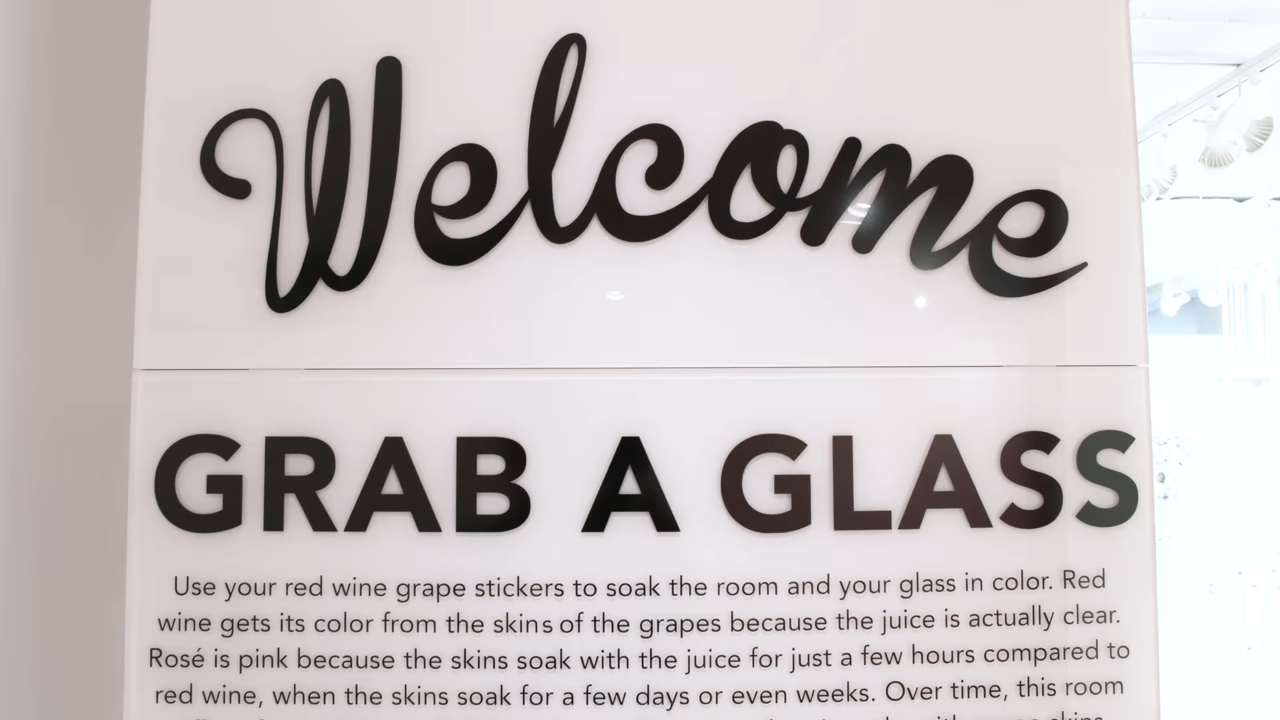 Welcome
GRAB A GLASS
Use your red wine grape stickers to soak the room and your glass in color. Red
wine gets its color from the skins of the grapes because the juice is actually clear.
Rosé is pink because the skins soak with the juice for just a few hours compared to
red wine, when the skins soak for a few days or even weeks. Over time, this room